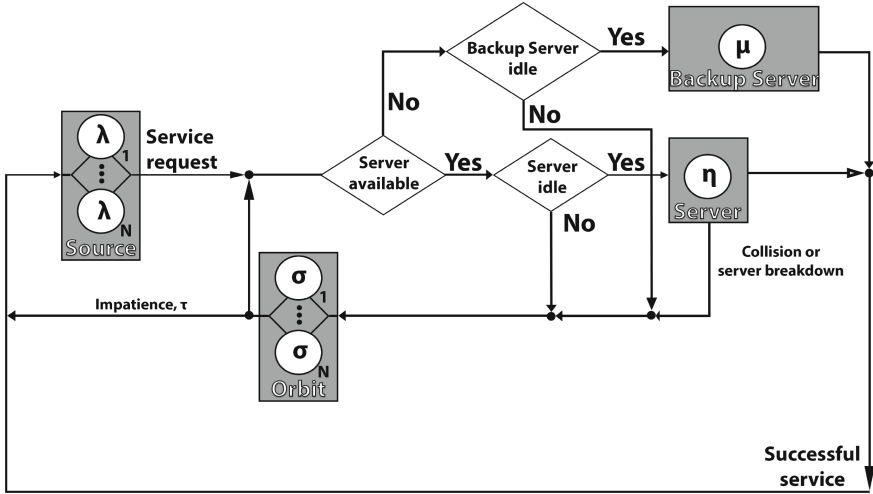 Backup Server
idle
Yes
μ
Backup Server
No
No
λ
1
λ
N
Source
Service
request
Server
available
Yes
Server
idle
Yes
η
Server
No
Collision or
server breakdown
Impatience, τ
σ
1
σ
N
Orbit
Successful
service